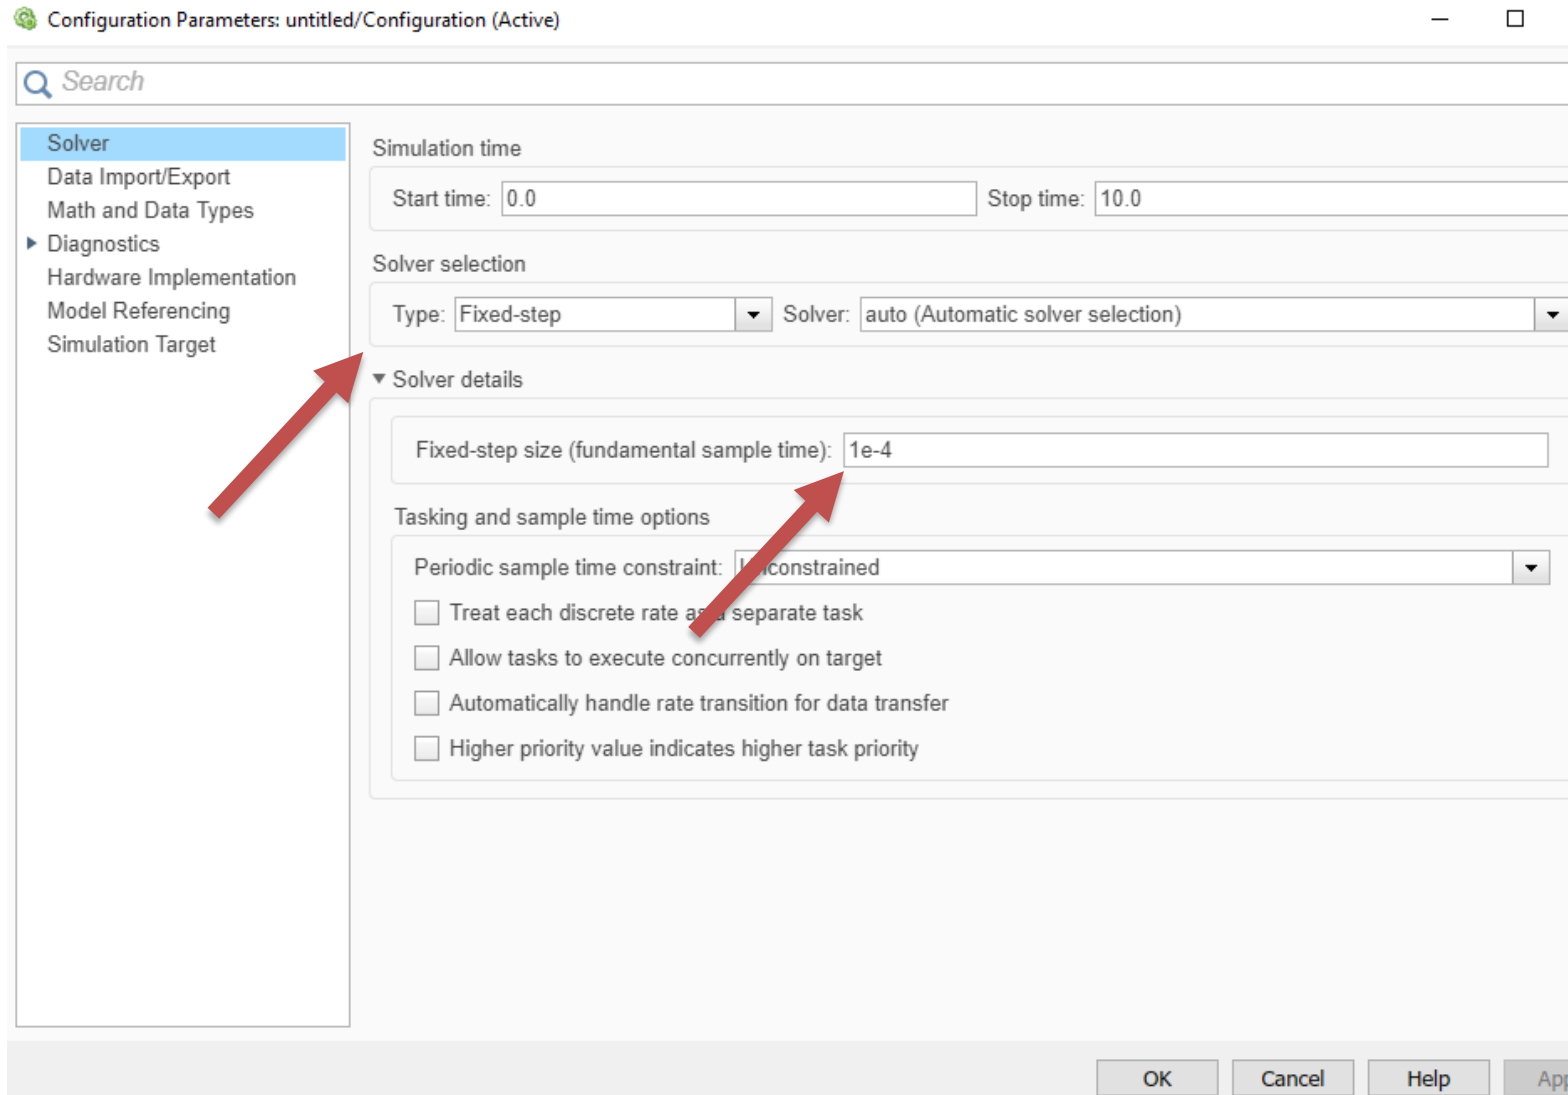 Configuration Parameters: untitled/Configuration (Active)
Search
Solver
Data Import/Export
Math and Data Types
Diagnostics
Hardware Implementation
Model Referencing
Simulation Target
Simulation time
Start time: 0.0 Stop time: 10.0
Solver selection
Type: Fixed-step Solver: auto (Automatic solver selection)
Solver details
Fixed-step size (fundamental sample time): 1e-4
Tasking and sample time options
Periodic sample time constraint: Unconstrained
Treat each discrete rate as a separate task
Allow tasks to execute concurrently on target
Automatically handle rate transition for data transfer
Higher priority value indicates higher task priority
OK Cancel Help